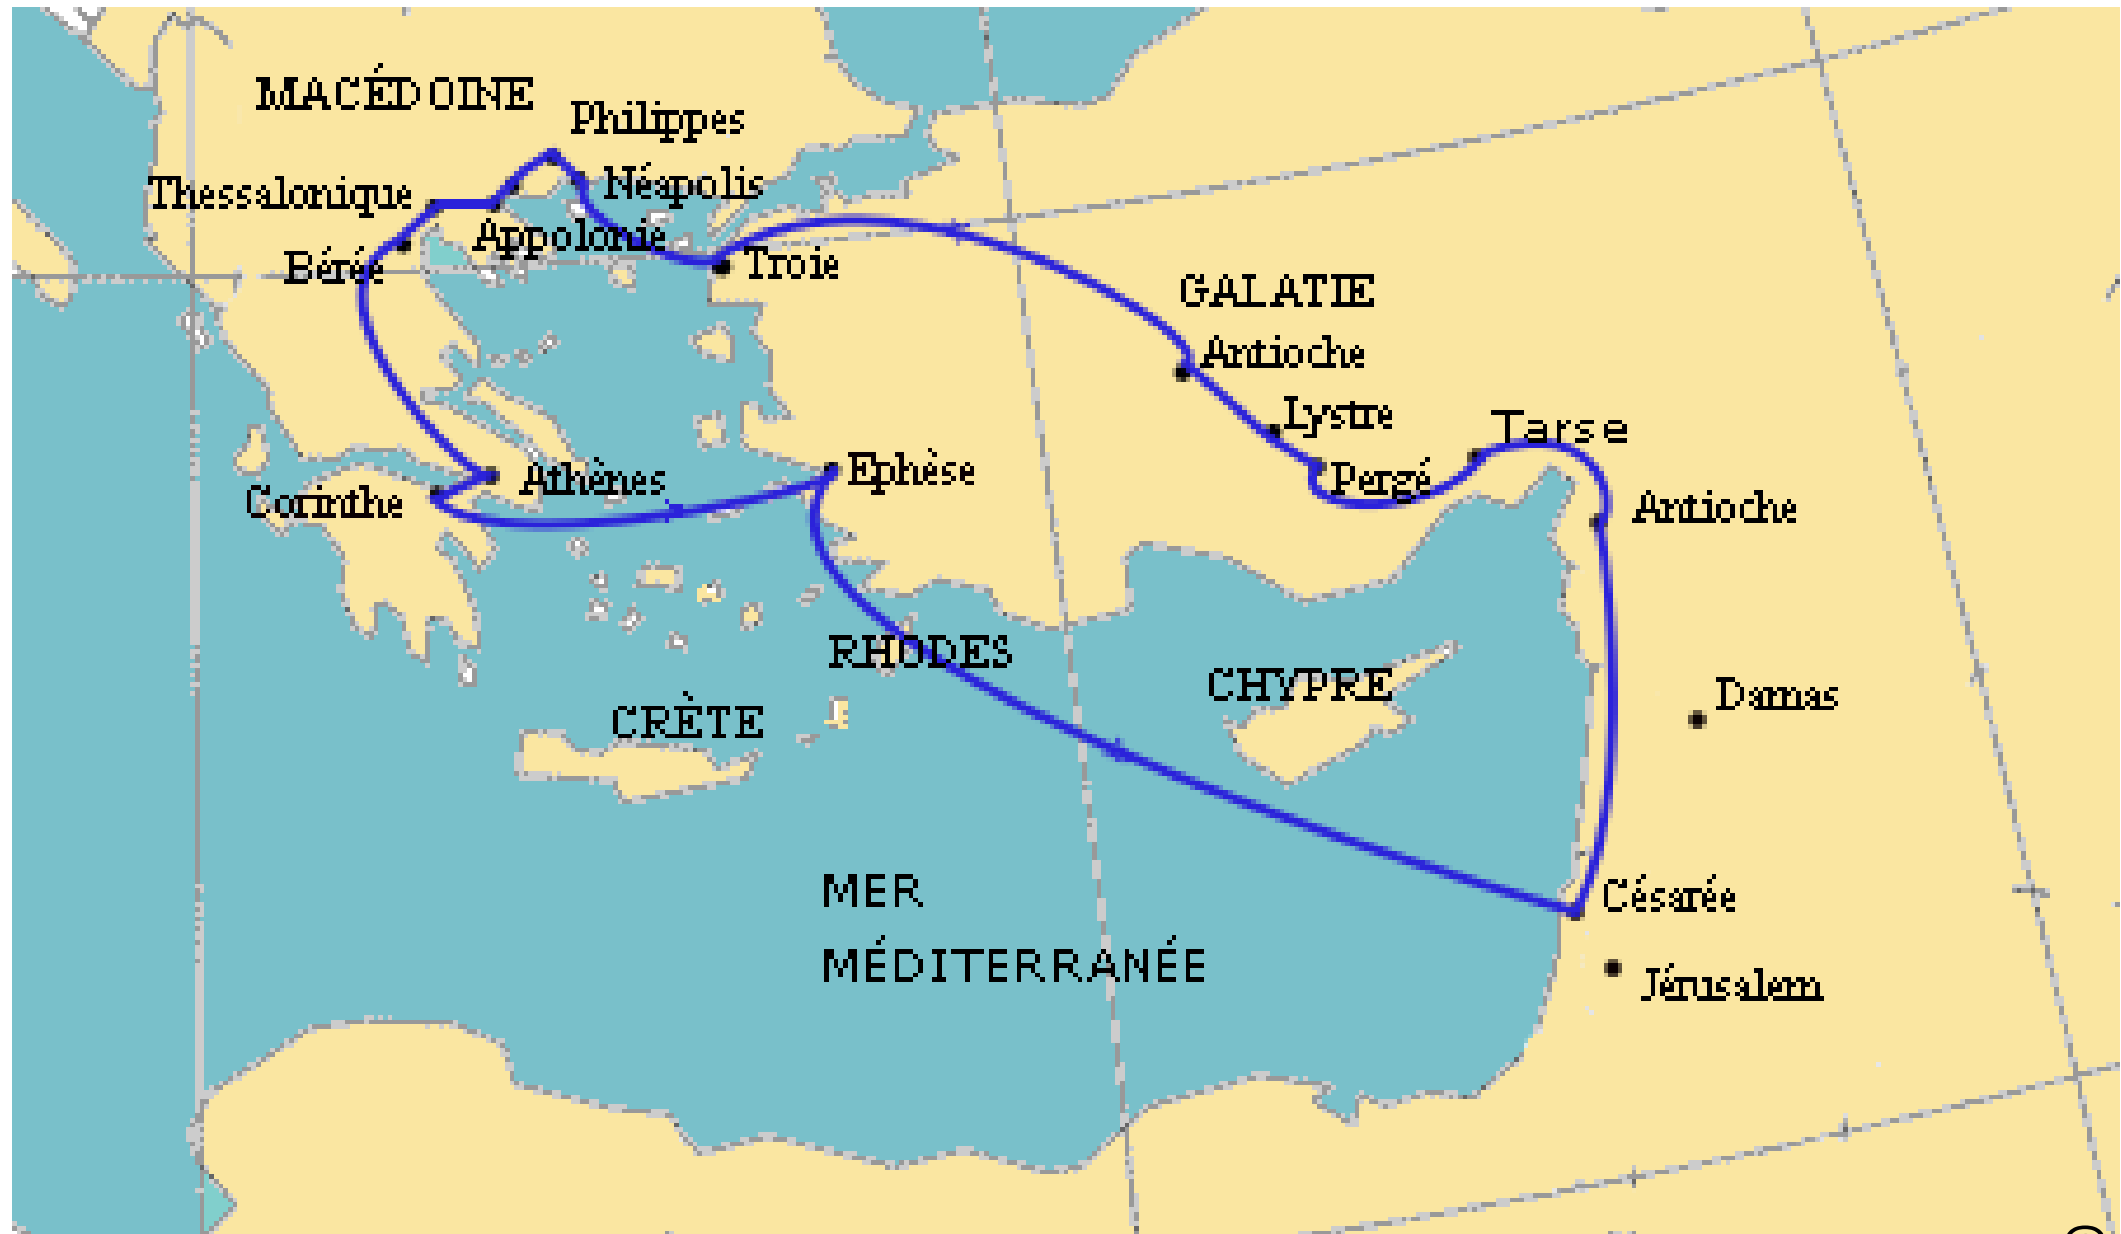 MACÉDOINE
Philippes
Thessalonique
Néapolis
Appolonie
Bérée
Troie
GALATIE
Antioche
Lystre
Tarse
Pergé
Ephèse
Athènes
Corinthe
Antioche
RHODES
CHYPRE
Damas
CRÈTE
MER
MÉDITERRANÉE
Césarée
Jérusalem